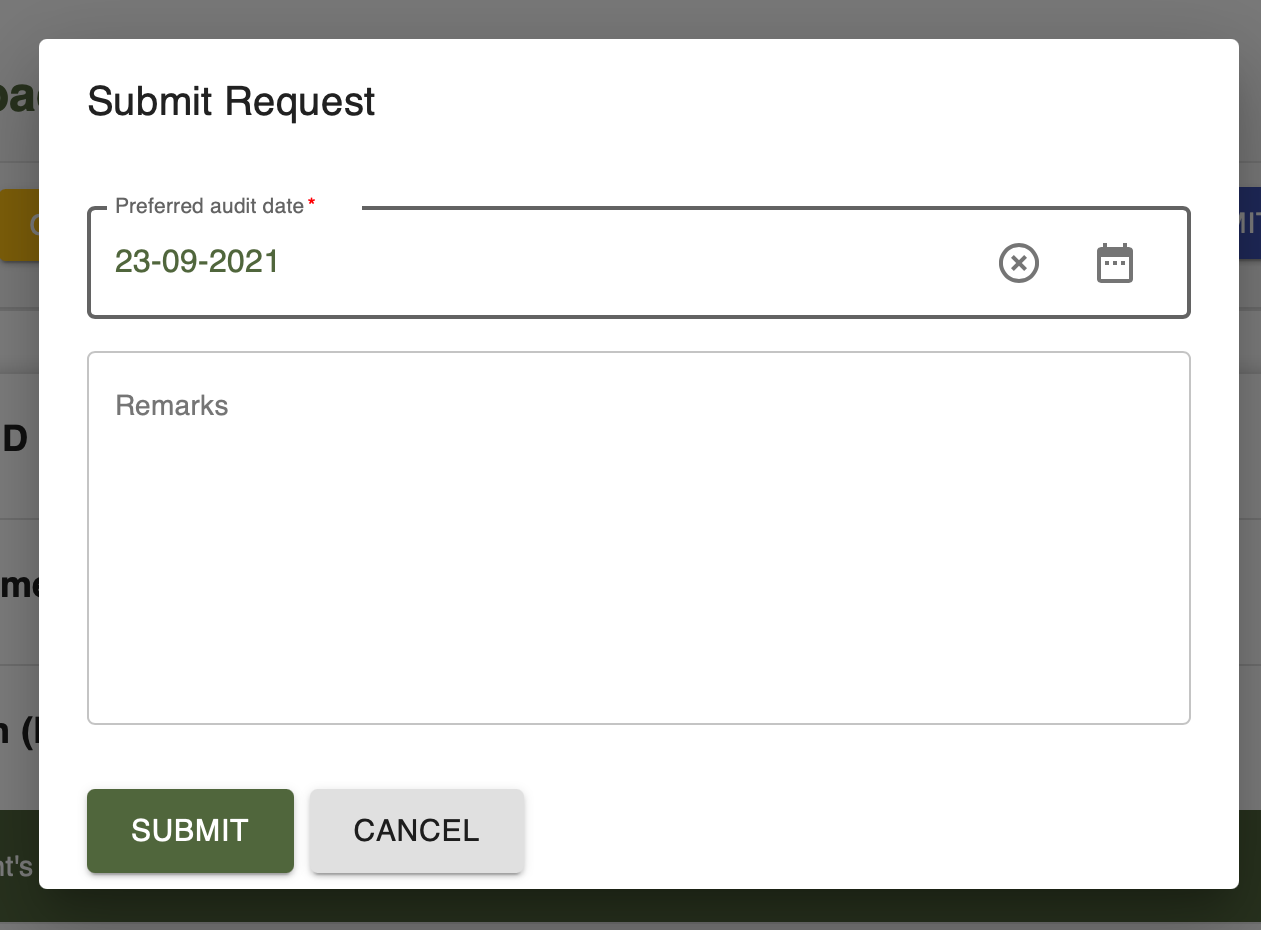 Submit Request
Preferred audit date*
23-09-2021
Remarks
SUBMIT
CANCEL